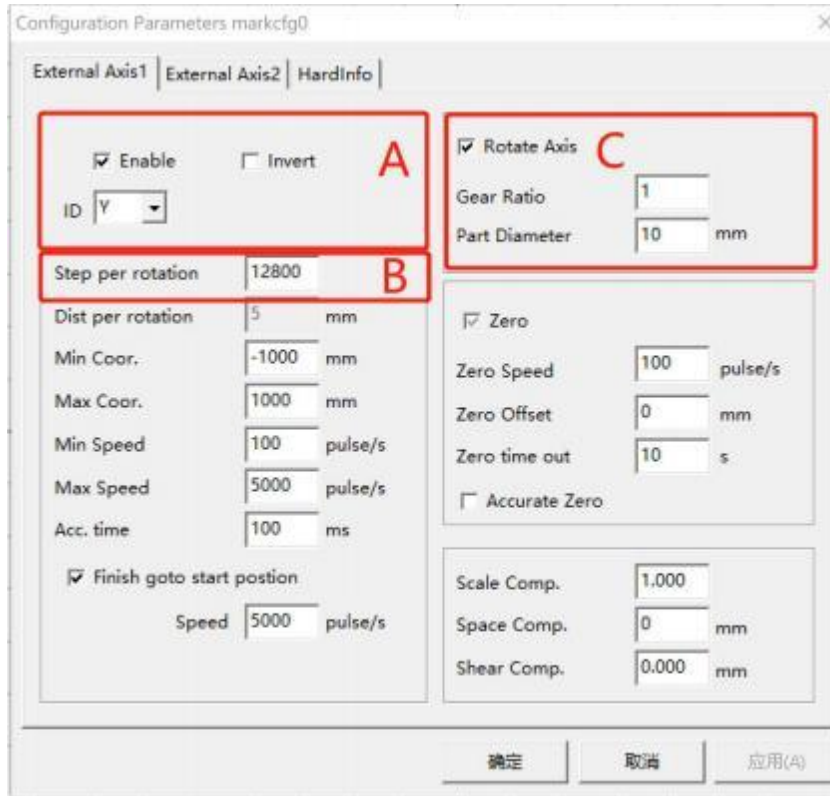 Configuration Parameters markcfg0
External Axis1 External Axis2 HardInfo
Enable Invert A
ID Y
Step per rotation 12800 B
Dist per rotation 5 mm
Min Coor. -1000 mm
Max Coor. 1000 mm
Min Speed 100 pulse/s
Max Speed 5000 pulse/s
Acc. time 100 ms
Finish goto start postion
Speed 5000 pulse/s
Rotate Axis C
Gear Ratio 1
Part Diameter 10 mm
Zero
Zero Speed 100 pulse/s
Zero Offset 0 mm
Zero time out 10 s
Accurate Zero
Scale Comp. 1.000
Space Comp. 0 mm
Shear Comp. 0.000 mm
确定 取消 应用(A)